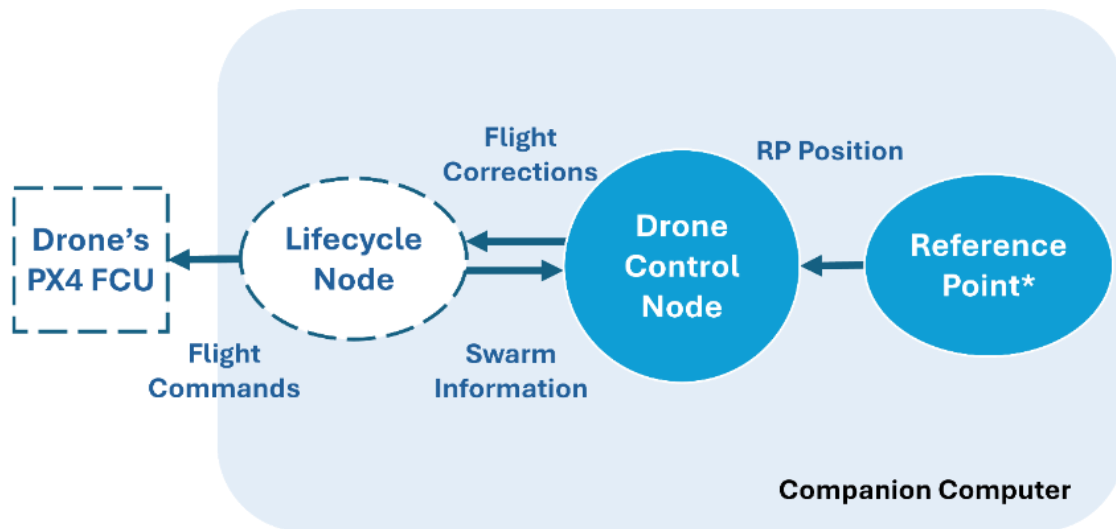 Flight
Corrections
RP Position
Drone's
PX4 FCU
Lifecycle
Node
Drone
Control
Node
Reference
Point*
Flight
Commands
Swarm
Information
Companion Computer